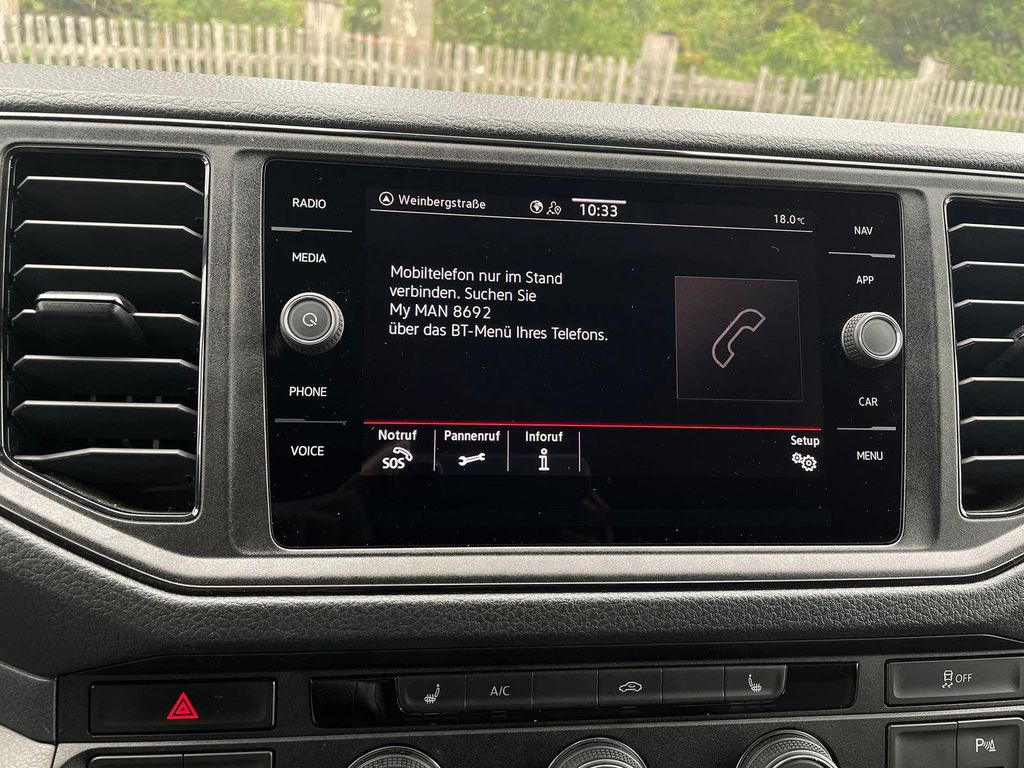 RADIO
MEDIA
PHONE
VOICE
Weinbergstraße
10:33
18.0°C
Mobiltelefon nur im Stand
verbinden. Suchen Sie
My MAN 8692
über das BT-Menü Ihres Telefons.
Notruf
SOS
Pannenruf
Inforuf
Setup
NAV
APP
CAR
MENU
A/C
OFF
P